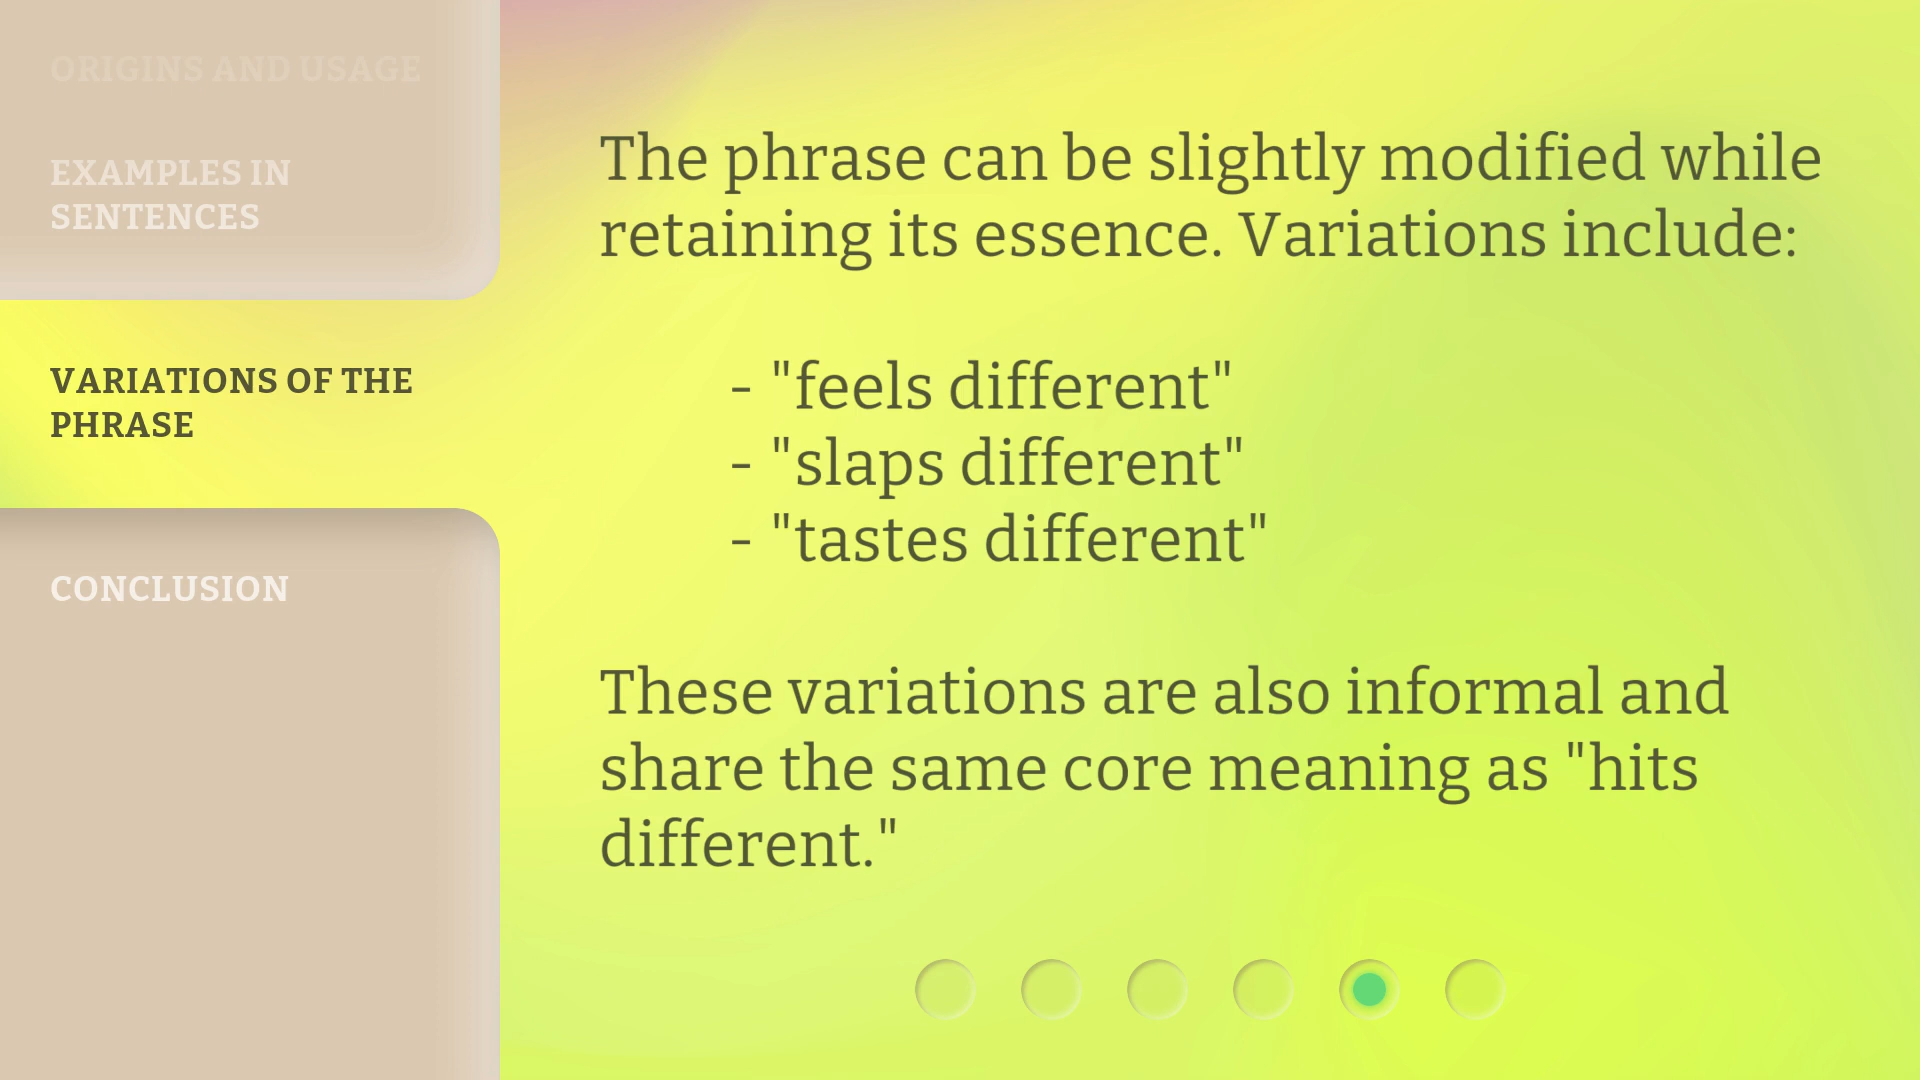 ORIGINS AND USAGE
EXAMPLES IN
SENTENCES
VARIATIONS OF THE
PHRASE
CONCLUSION
The phrase can be slightly modified while
retaining its essence. Variations include:
- "feels different"
- "slaps different"
- "tastes different"
These variations are also informal and
share the same core meaning as "hits
different."